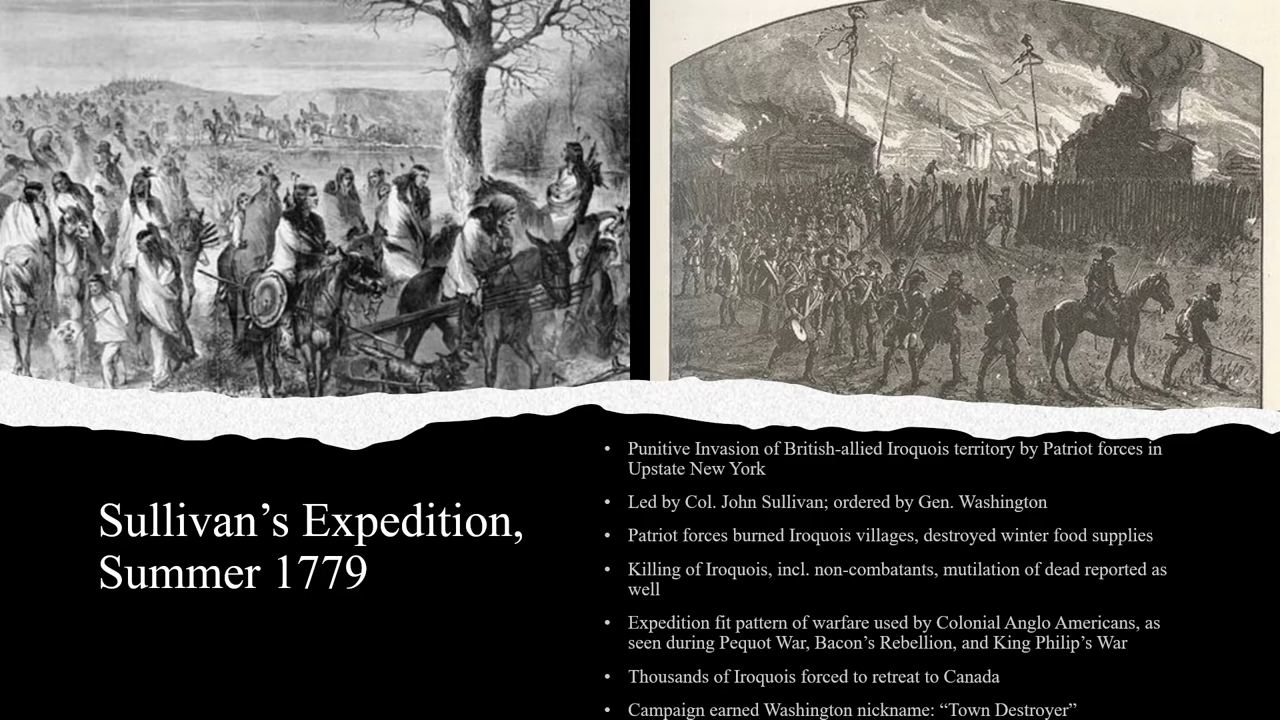 Sullivan’s Expedition,
Summer 1779
• Punitive Invasion of British-allied Iroquois territory by Patriot forces in
Upstate New York
• Led by Col. John Sullivan; ordered by Gen. Washington
• Patriot forces burned Iroquois villages, destroyed winter food supplies
• Killing of Iroquois, incl. non-combatants, mutilation of dead reported as
well
• Expedition fit pattern of warfare used by Colonial Anglo Americans, as
seen during Pequot War, Bacon’s Rebellion, and King Philip’s War
• Thousands of Iroquois forced to retreat to Canada
• Campaign earned Washington nickname: “Town Destroyer”